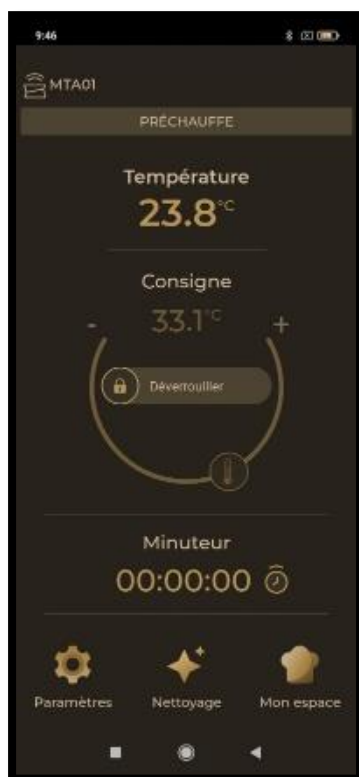 9:46
MTA01
PRÉCHAUFFE
Température
23.8°C
Consigne
- 33.1°C +
Déverrouiller
Minuteur
00:00:00
Paramètres Nettoyage Mon espace